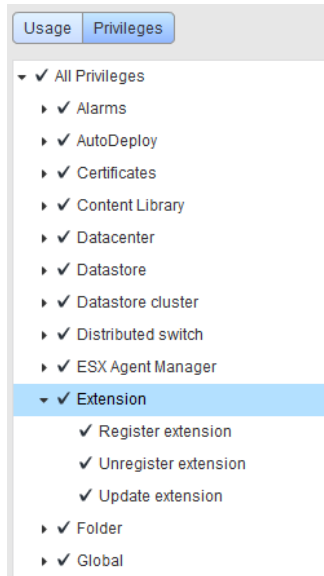 Usage Privileges
All Privileges
Alarms
AutoDeploy
Certificates
Content Library
Datacenter
Datastore
Datastore cluster
Distributed switch
ESX Agent Manager
Extension
Register extension
Unregister extension
Update extension
Folder
Global